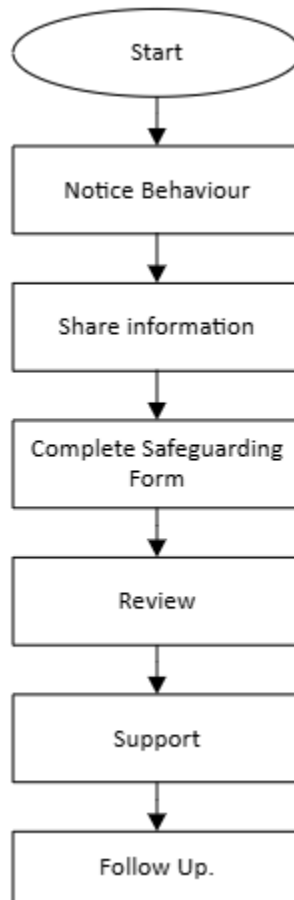 Start
Notice Behaviour
Share information
Complete Safeguarding
Form
Review
Support
Follow Up.